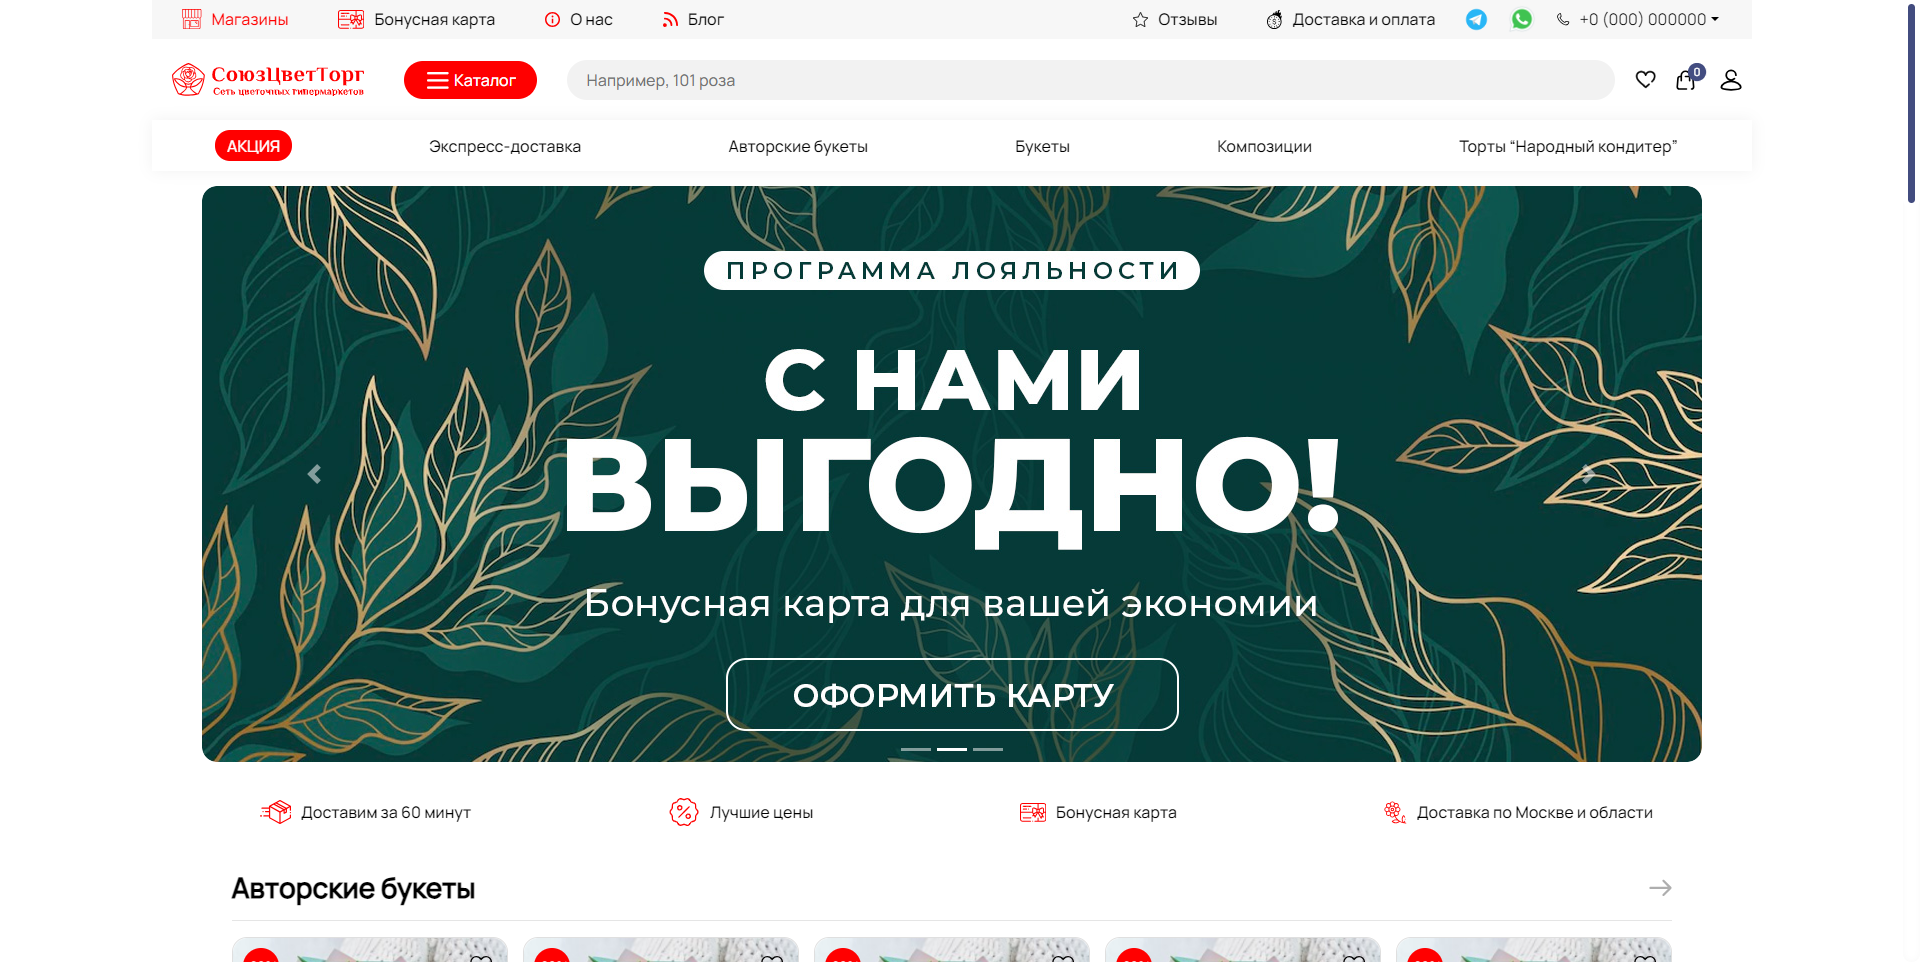 Магазины
Бонусная карта
О нас
Блог
Отзывы
Доставка и оплата
+0 (000) 000000
СоюзЦветТорг
Сеть цветочных гипермаркетов
Каталог
Например, 101 роза
0
АКЦИЯ
Экспресс-доставка
Авторские букеты
Букеты
Композиции
Торты “Народный кондитер”
ПРОГРАММА ЛОЯЛЬНОСТИ
С НАМИ
ВЫГОДНО!
Бонусная карта для вашей экономии
ОФОРМИТЬ КАРТУ
Доставим за 60 минут
Лучшие цены
Бонусная карта
Доставка по Москве и области
Авторские букеты